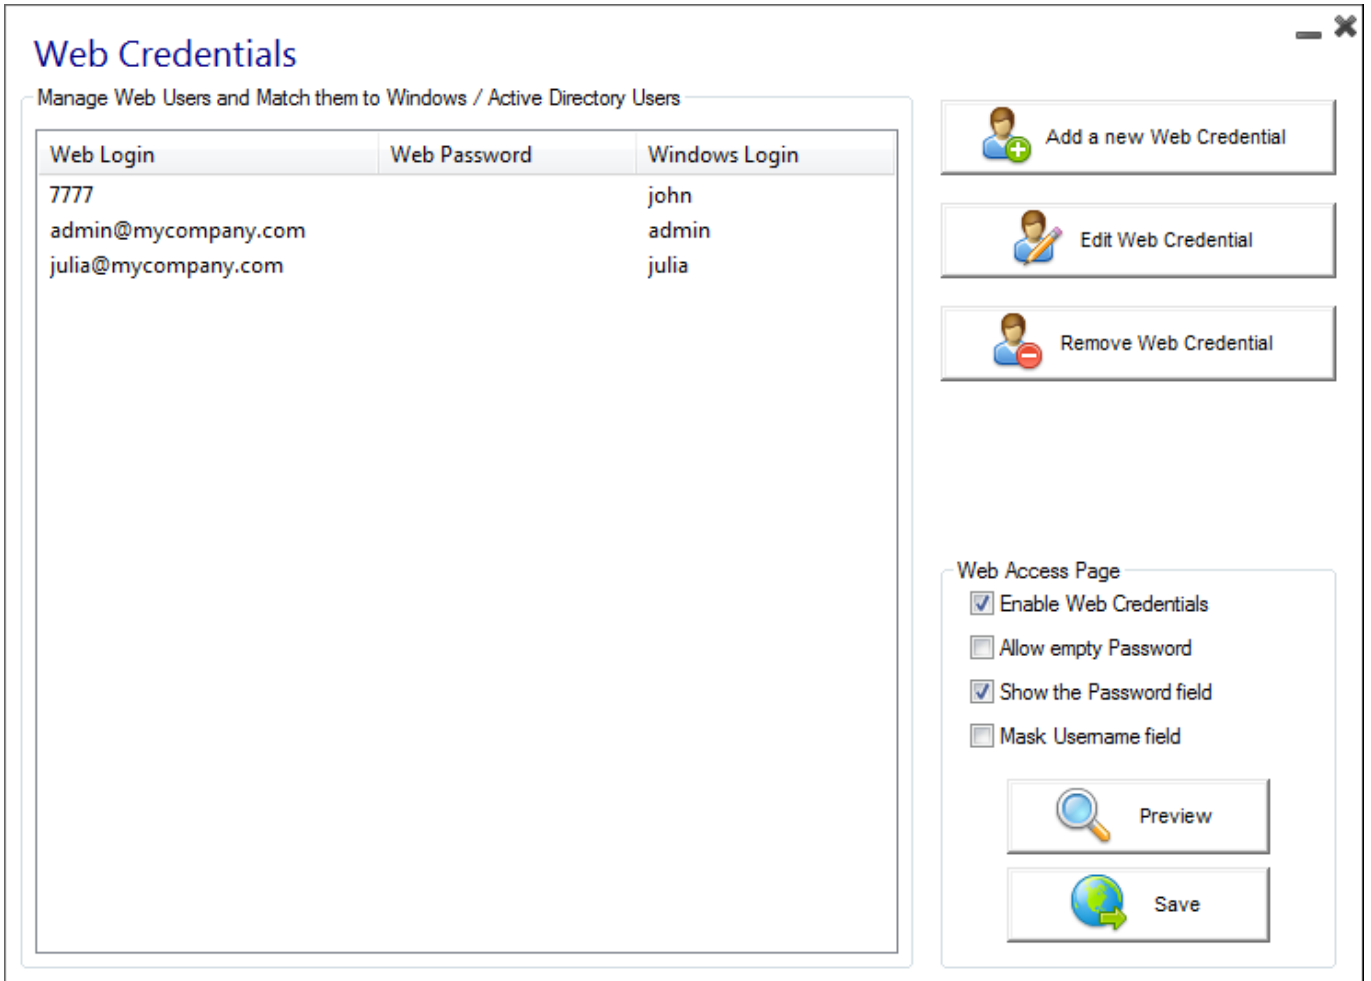 Web Credentials
Manage Web Users and Match them to Windows / Active Directory Users
Web Login Web Password Windows Login
7777 john
admin@mycompany.com admin
julia@mycompany.com julia
Add a new Web Credential
Edit Web Credential
Remove Web Credential
Web Access Page
Enable Web Credentials
Allow empty Password
Show the Password field
Mask Username field
Preview
Save